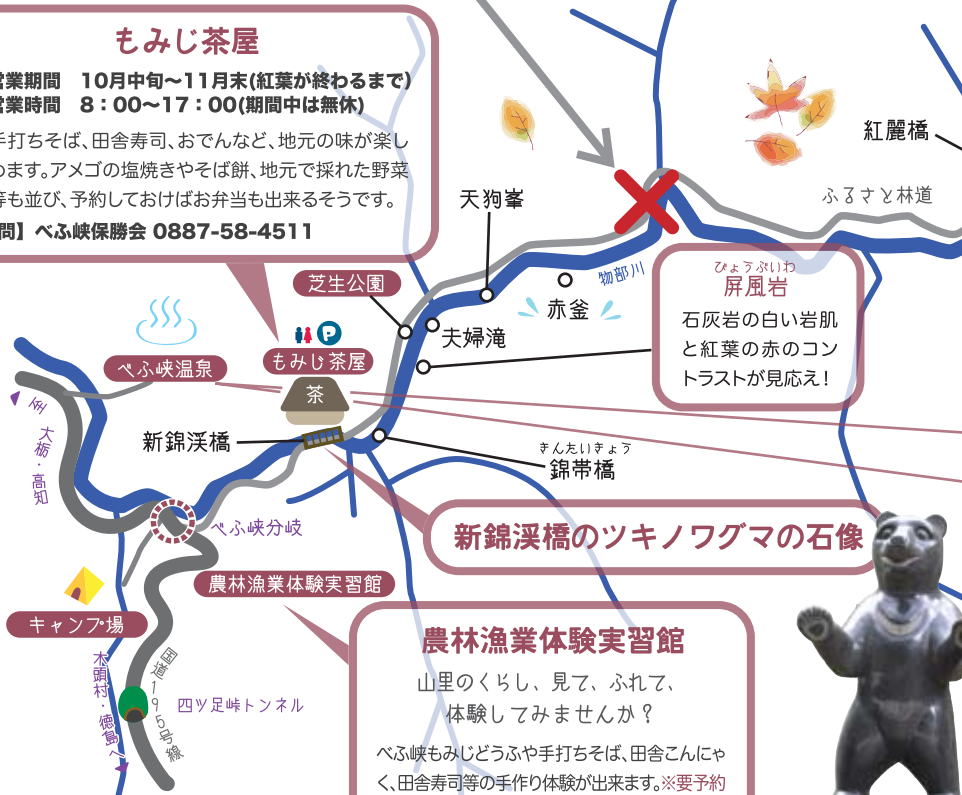 もみじ茶屋
営業期間 10月中旬〜11月末(紅葉が終わるまで)
営業時間 8：00〜17：00(期間中は無休)
手打ちそば、田舎寿司、おでんなど、地元の味が楽し
めます。アメゴの塩焼きやそば餅、地元で採れた野菜
等も並び、予約しておけばお弁当も出来るそうです。
問】べふ峡保勝会 0887-58-4511
紅麗橋
ふるさと林道
天狗峯
物部川
芝生公園
赤釜
夫婦滝
びょうぶいわ
屏風岩
石灰岩の白い岩肌
と紅葉の赤のコン
トラストが見応え！
P
もみじ茶屋
茶
べふ峡温泉
至 大栃・高知
新錦渓橋
きんたいきょう
錦帯橋
べふ峡分岐
新錦渓橋のツキノワグマの石像
農林漁業体験実習館
キャンプ場
木頭村・徳島へ
国道195号線
四ツ足峠トンネル
農林漁業体験実習館
山里のくらし、見て、ふれて、
体験してみませんか？
べふ峡もみじどうふや手打ちそば、田舎こんにゃ
く、田舎寿司等の手作り体験が出来ます。※要予約